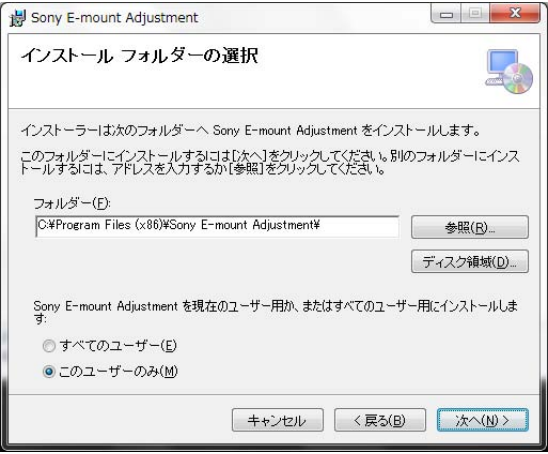 Sony E-mount Adjustment
インストール フォルダーの選択
インストーラーは次のフォルダーへ Sony E-mount Adjustment をインストールします。
このフォルダーにインストールするには[次へ]をクリックしてください。別のフォルダーにインス
トールするには、アドレスを入力するか[参照]をクリックしてください。
フォルダー(F):
C:¥Program Files (x86)¥Sony E-mount Adjustment¥
参照(R)...
ディスク領域(D)...
Sony E-mount Adjustment を現在のユーザー用か、またはすべてのユーザー用にインストールしま
す:
すべてのユーザー(E)
このユーザーのみ(M)
キャンセル
< 戻る(B)
次へ(N) >